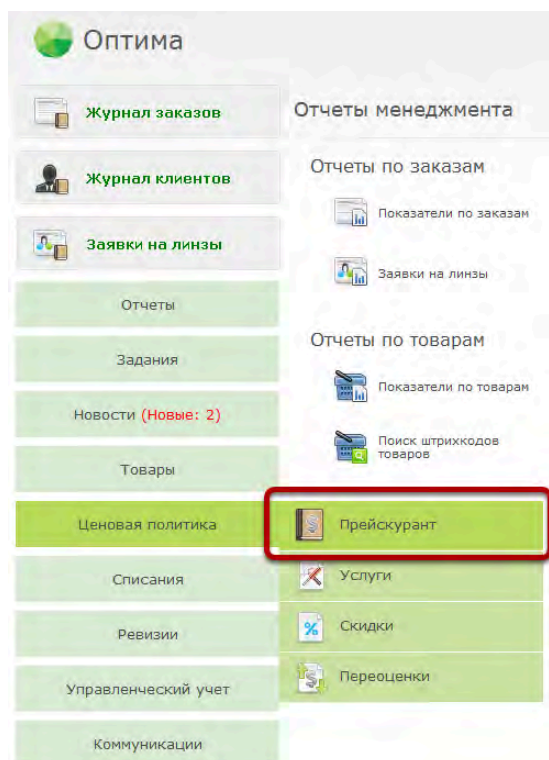 Оптима
Журнал заказов
Журнал клиентов
Заявки на линзы
Отчеты
Задания
Новости (Новые: 2)
Товары
Ценовая политика
Списания
Ревизии
Управленческий учет
Коммуникации
Отчеты менеджмента
Отчеты по заказам
Показатели по заказам
Заявки на линзы
Отчеты по товарам
Показатели по товарам
Поиск штрихкодов
товаров
Прейскурант
Услуги
Скидки
Переоценки